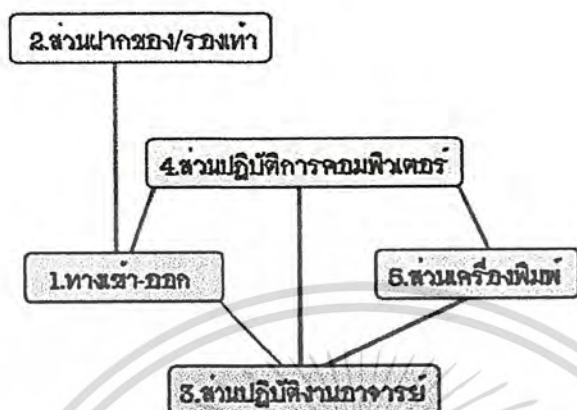 2.ส่วนฝากของ/รองเท้า
4.ส่วนปฏิบัติการคอมพิวเตอร์
1.ทางเข้า-ออก
5.ส่วนเครื่องพิมพ์
3.ส่วนปฏิบัติงานอาจารย์